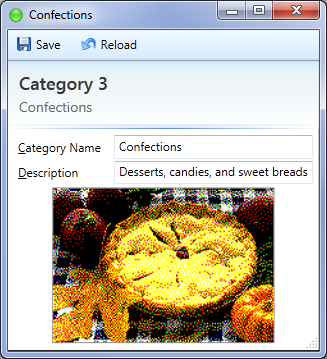 Confections
Save Reload
Category 3
Confections
Category Name Confections
Description Desserts, candies, and sweet breads